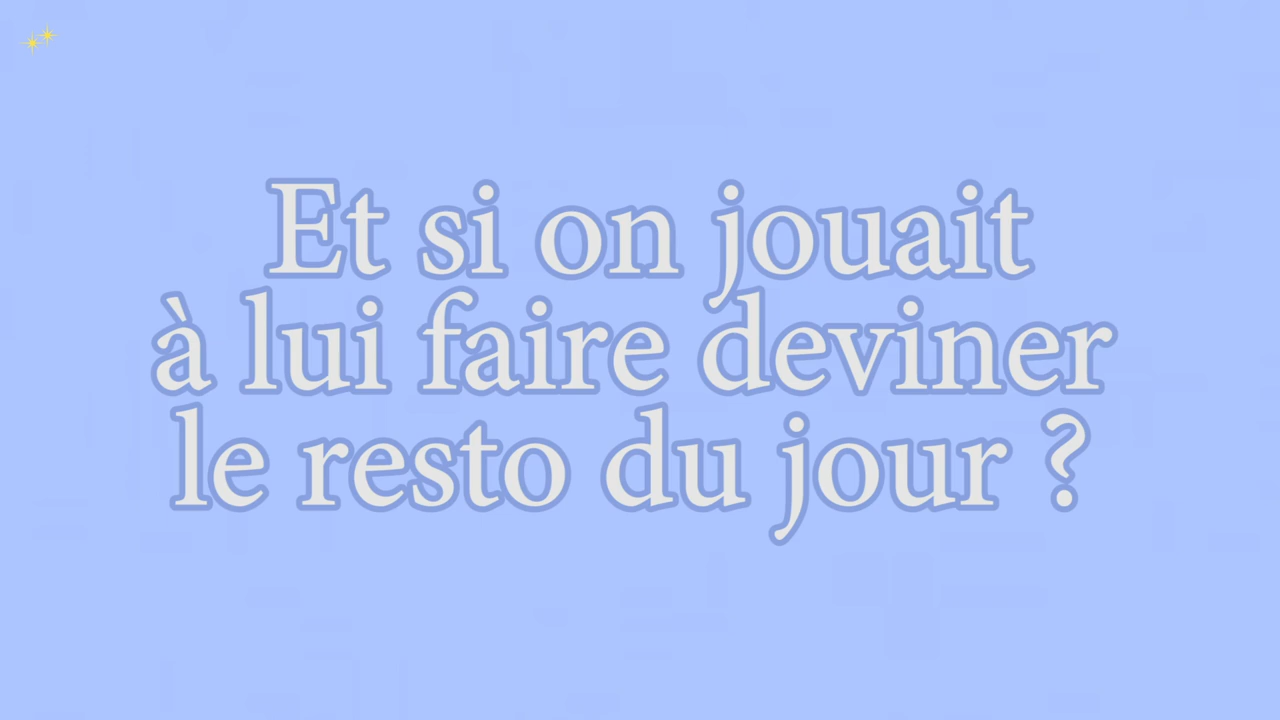 Et si on jouait
à lui faire deviner
le resto du jour ?